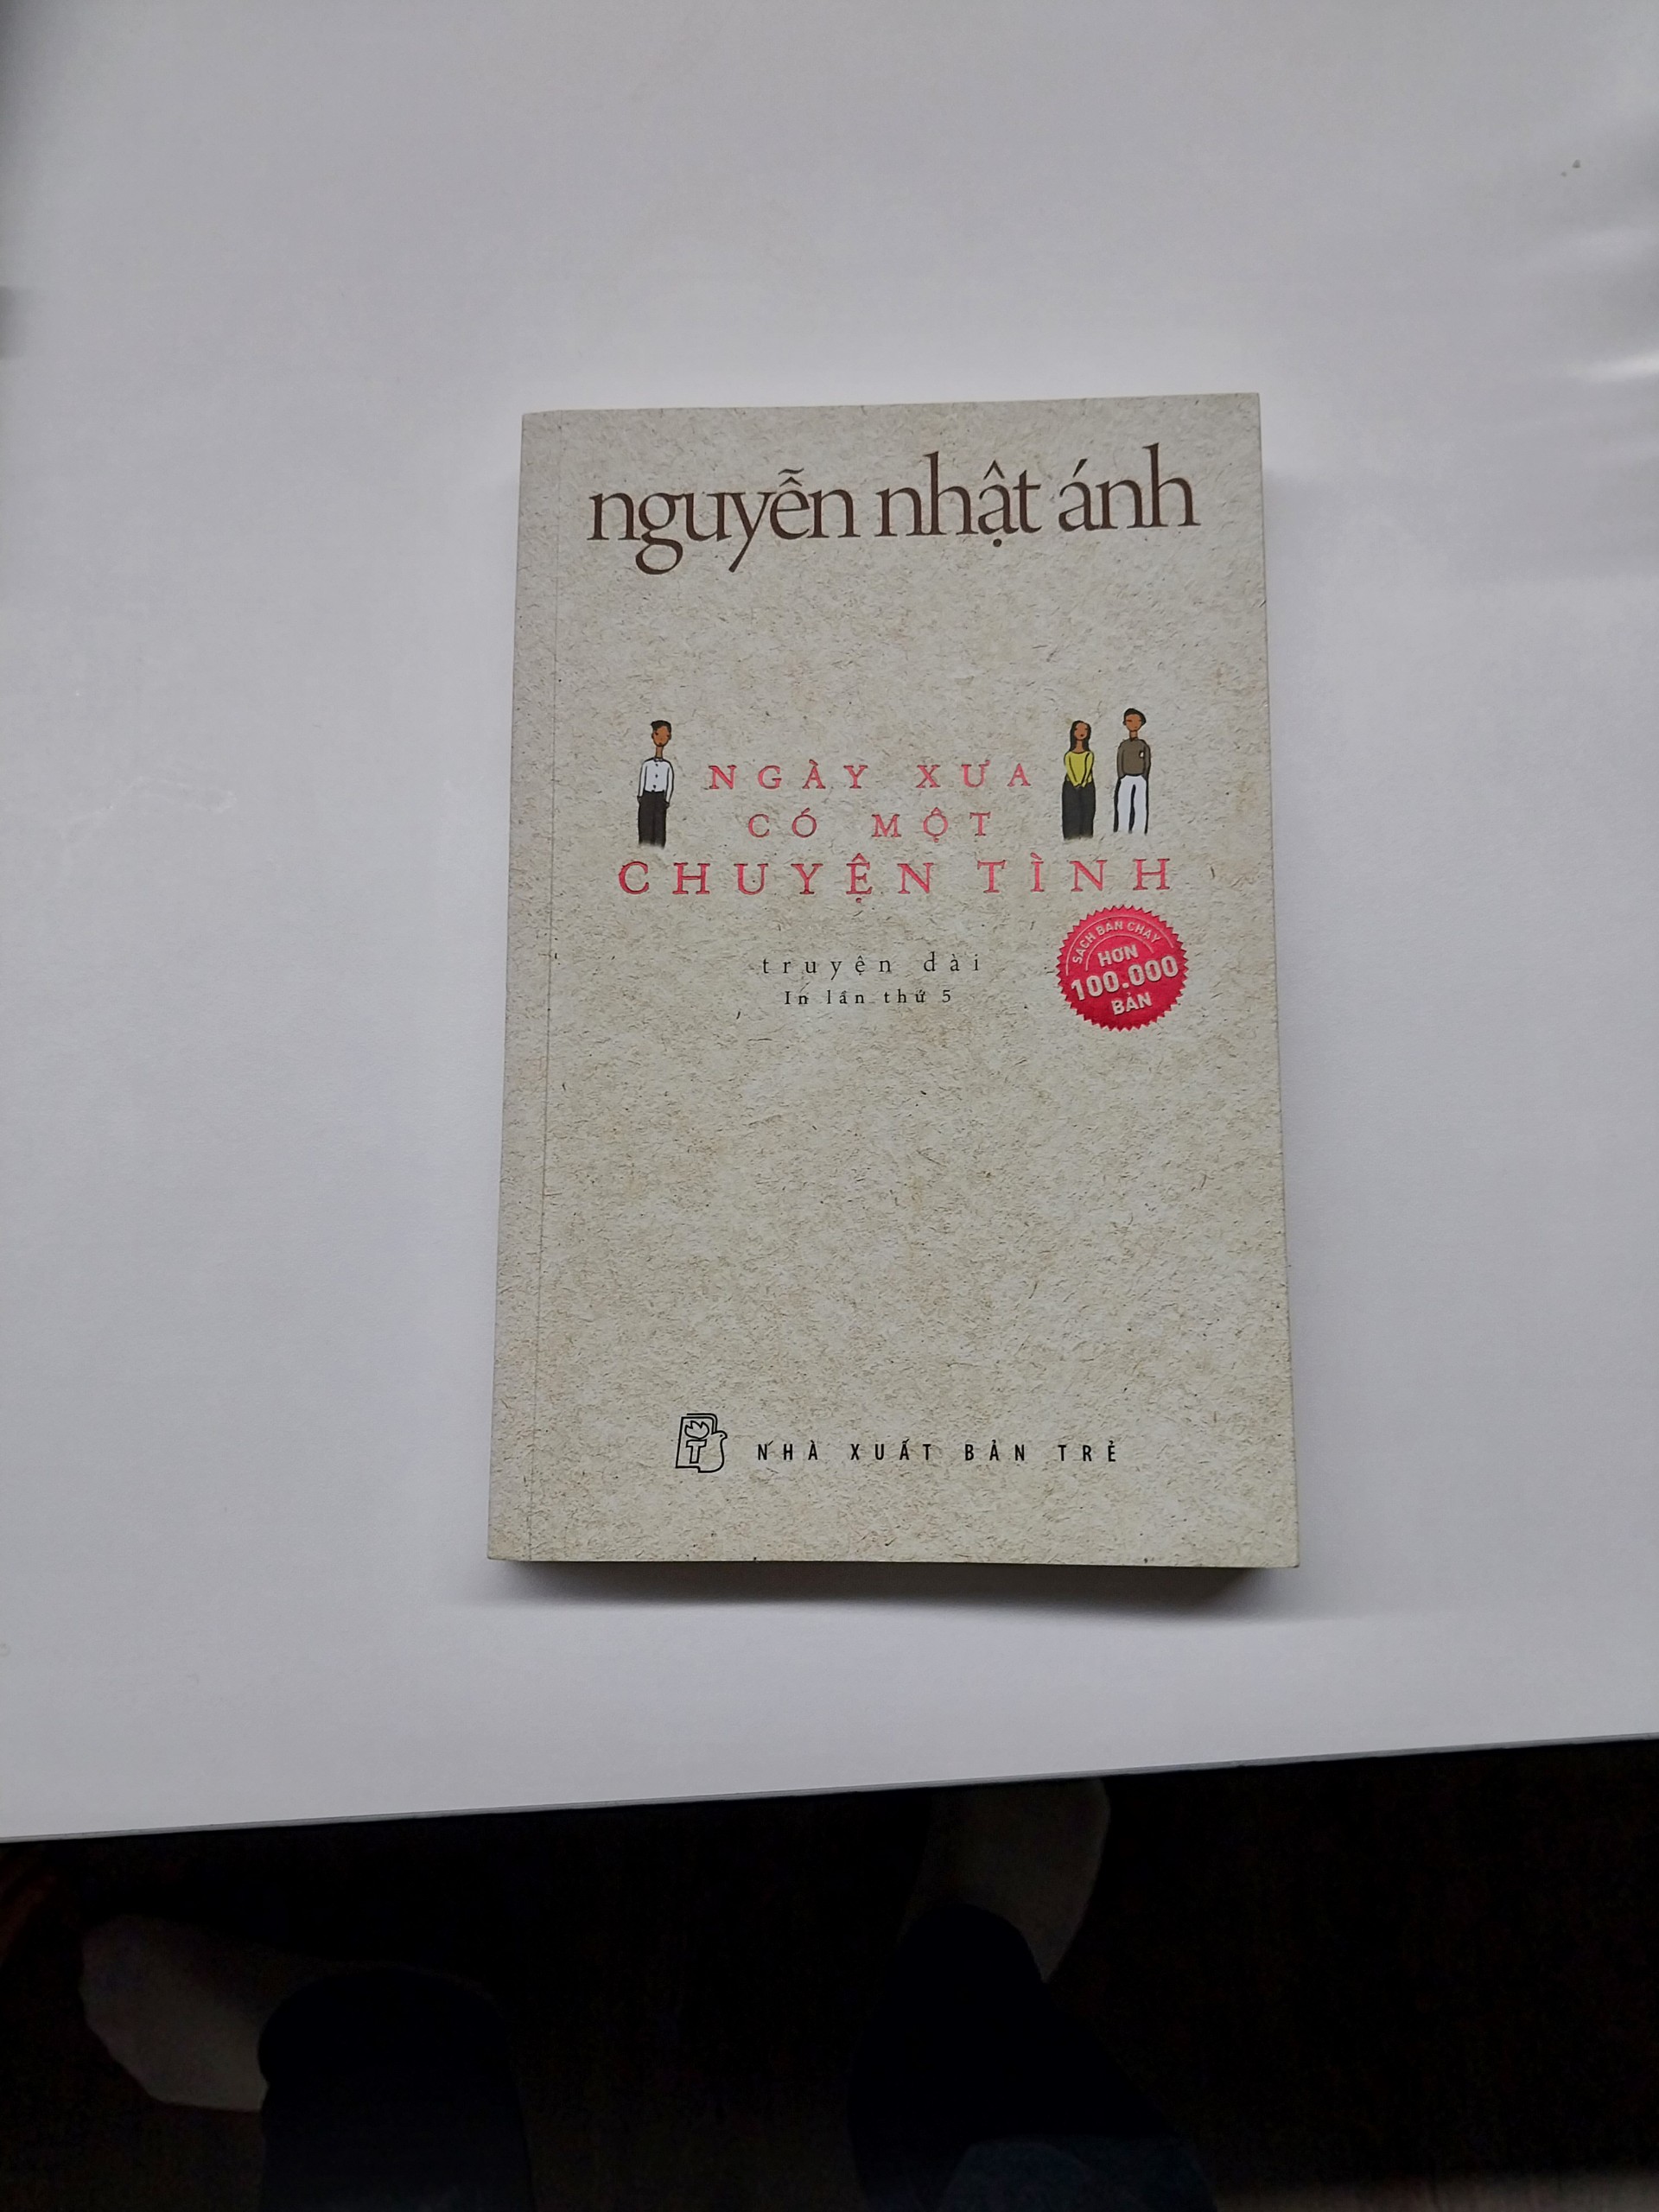 nguyễn nhật ánh
NGÀY XƯA
CÓ MỘT
CHUYỆN TÌNH
truyện dài
In lần thứ 5
SÁCH BÁN CHẠY
HƠN
100.000
BẢN
T
NHÀ XUẤT BẢN TRẺ